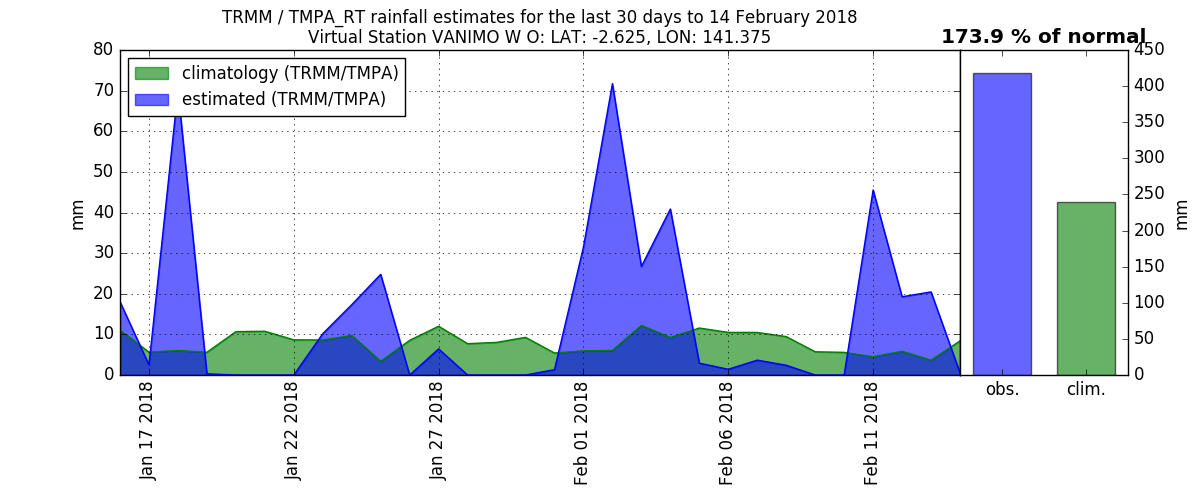 TRMM / TMPA_RT rainfall estimates for the last 30 days to 14 February 2018
Virtual Station VANIMO W O: LAT: -2.625, LON: 141.375
173.9 % of normal
climatology (TRMM/TMPA)
estimated (TRMM/TMPA)
80
70
60
50
40
30
20
10
0
mm
Jan 17 2018
Jan 22 2018
Jan 27 2018
Feb 01 2018
Feb 06 2018
Feb 11 2018
obs.
clim.
450
400
350
300
250
200
150
100
50
0
mm